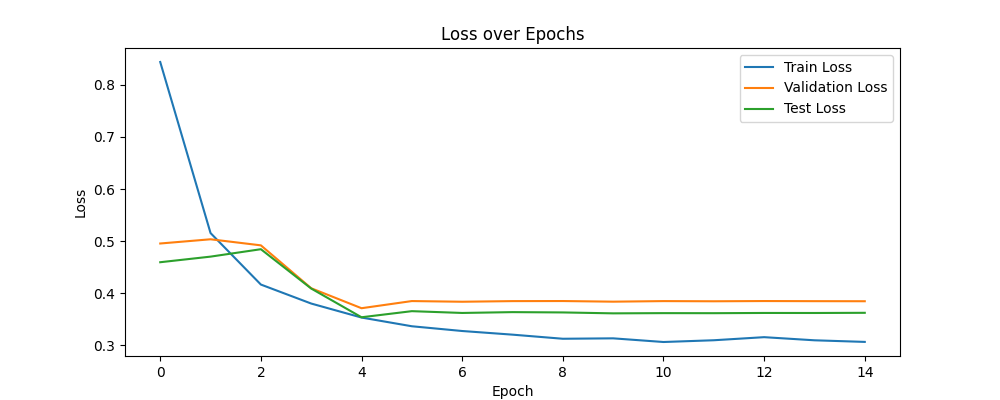 Loss over Epochs
Train Loss
Validation Loss
Test Loss
Loss
0.8
0.7
0.6
0.5
0.4
0.3
0 2 4 6 8 10 12 14
Epoch